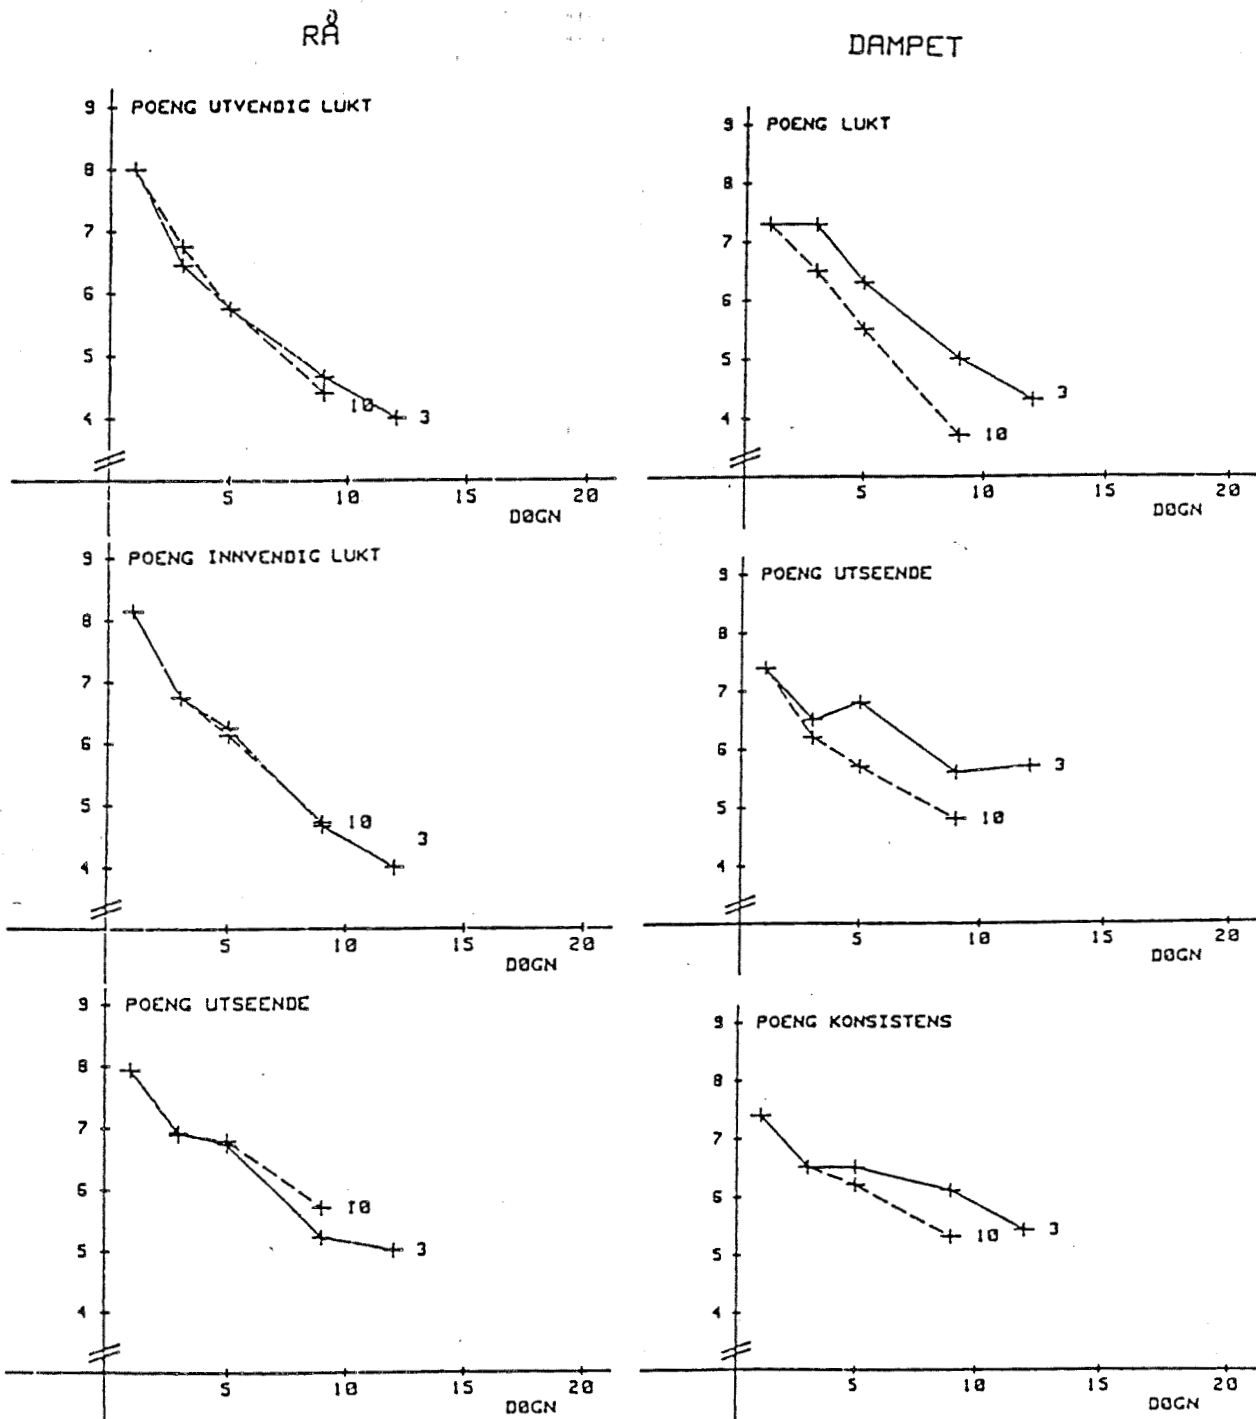 RÅ
9 POENG UTVENDIG LUKT
8
7
6
5
4
10 3
5 10 15 20
DØGN
9 POENG INNVENDIG LUKT
8
7
6
5
4
10
3
5 10 15 20
DØGN
9 POENG UTSEENDE
8
7
6
5
4
10
3
5 10 15 20
DØGN
DAMPET
9 POENG LUKT
8
7
6
5
4
3
10
5 10 15 20
DØGN
9 POENG UTSEENDE
8
7
6
5
4
3
10
5 10 15 20
DØGN
9 POENG KONSISTENS
8
7
6
5
4
10 3
5 10 15 20
DØGN